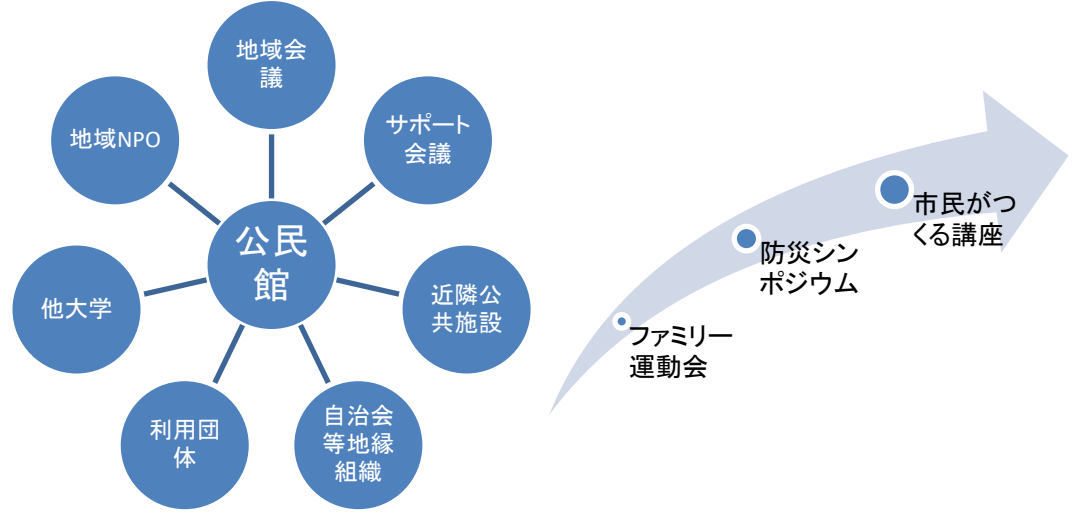 地域会
議
サポート
会議
近隣公
共施設
自治会
等地縁
組織
利用団
体
他大学
地域NPO
公民
館
ファミリー
運動会
防災シン
ポジウム
市民がつ
くる講座